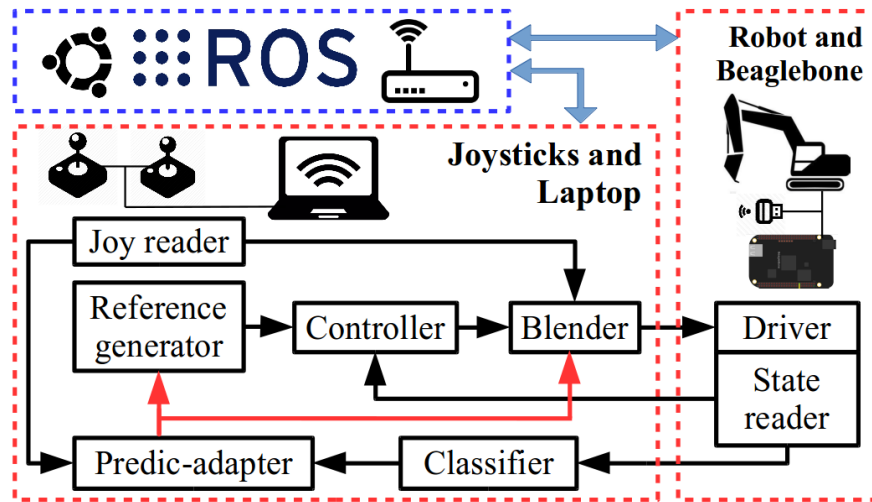 ROS
Robot and
Beaglebone
Joysticks and
Laptop
Joy reader
Reference
generator
Controller
Blender
Driver
State
reader
Predic-adapter
Classifier